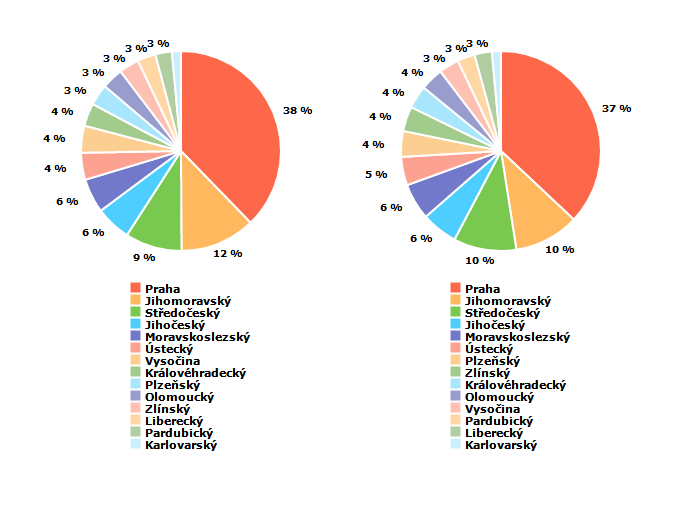 38 %
12 %
9 %
6 %
6 %
4 %
4 %
4 %
3 %
3 %
3 %
3 %
3 %
Praha
Jihomoravský
Středočeský
Jihočeský
Moravskoslezský
Ústecký
Vysočina
Královéhradecký
Plzeňský
Olomoucký
Zlínský
Liberecký
Pardubický
Karlovarský
37 %
10 %
10 %
6 %
6 %
5 %
4 %
4 %
4 %
4 %
3 %
3 %
3 %
Praha
Jihomoravský
Středočeský
Jihočeský
Moravskoslezský
Ústecký
Plzeňský
Zlínský
Královéhradecký
Olomoucký
Vysočina
Pardubický
Liberecký
Karlovarský